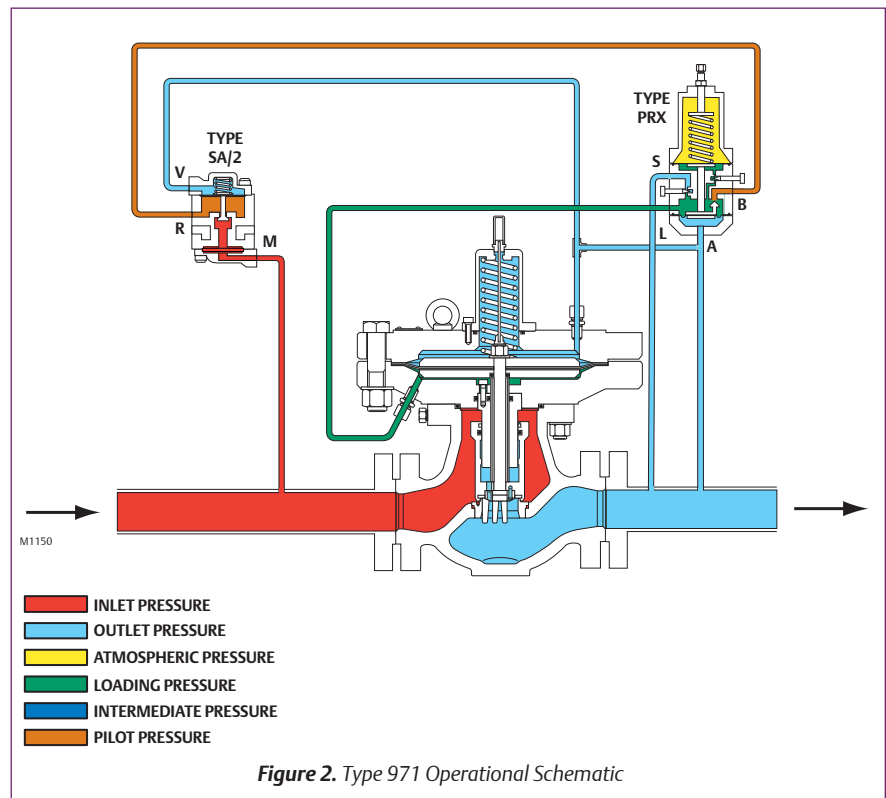 TYPE
PRX
TYPE
SA/2
V
S
R
B
M
L
A
M1150
INLET PRESSURE
OUTLET PRESSURE
ATMOSPHERIC PRESSURE
LOADING PRESSURE
INTERMEDIATE PRESSURE
PILOT PRESSURE
Figure 2. Type 971 Operational Schematic